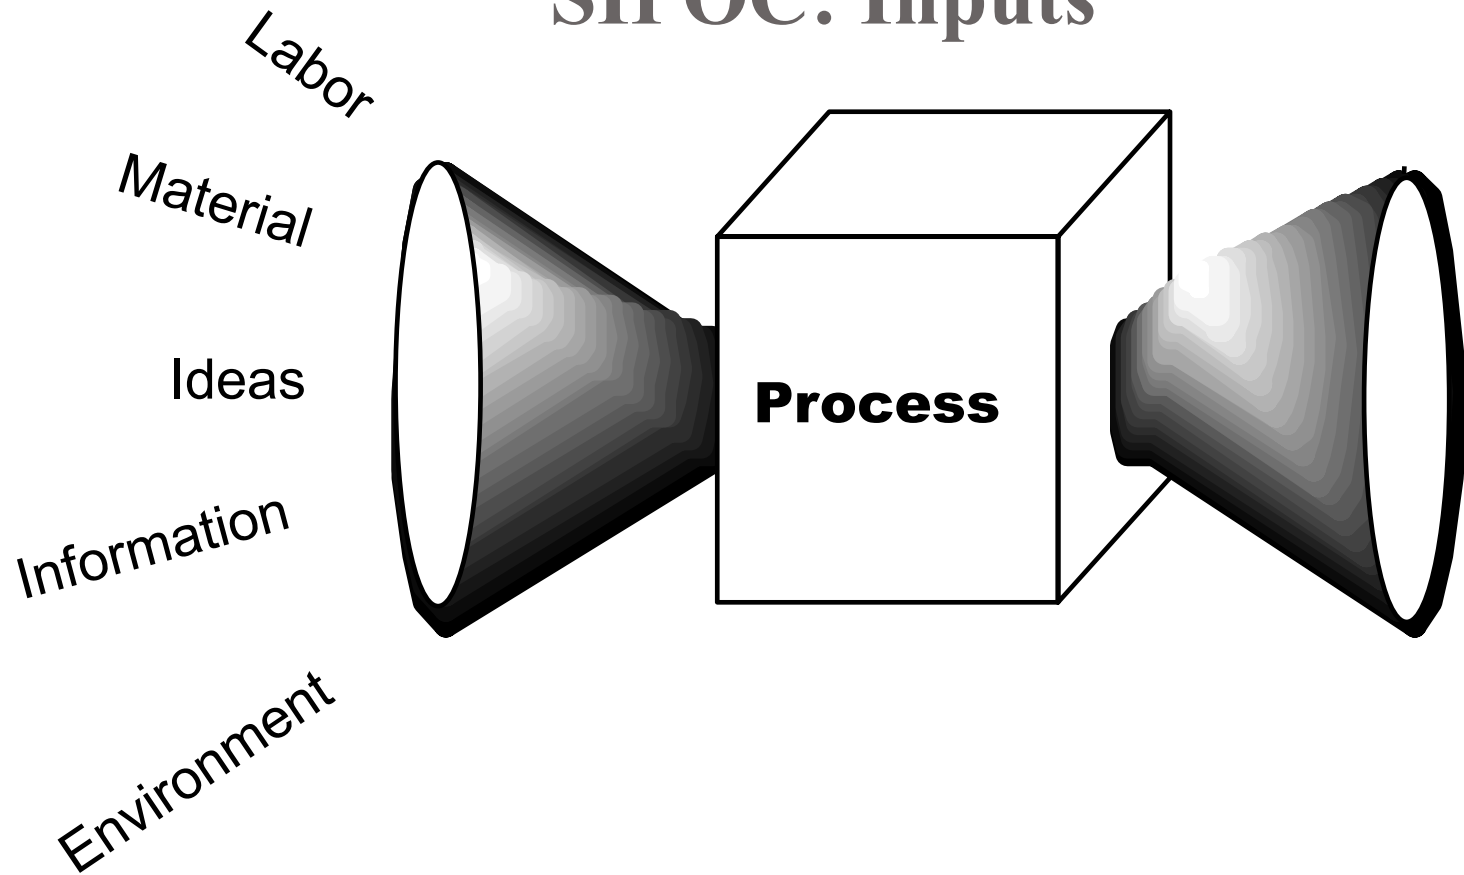 SIPOC: Inputs
Labor
Material
Ideas
Process
Information
Environment